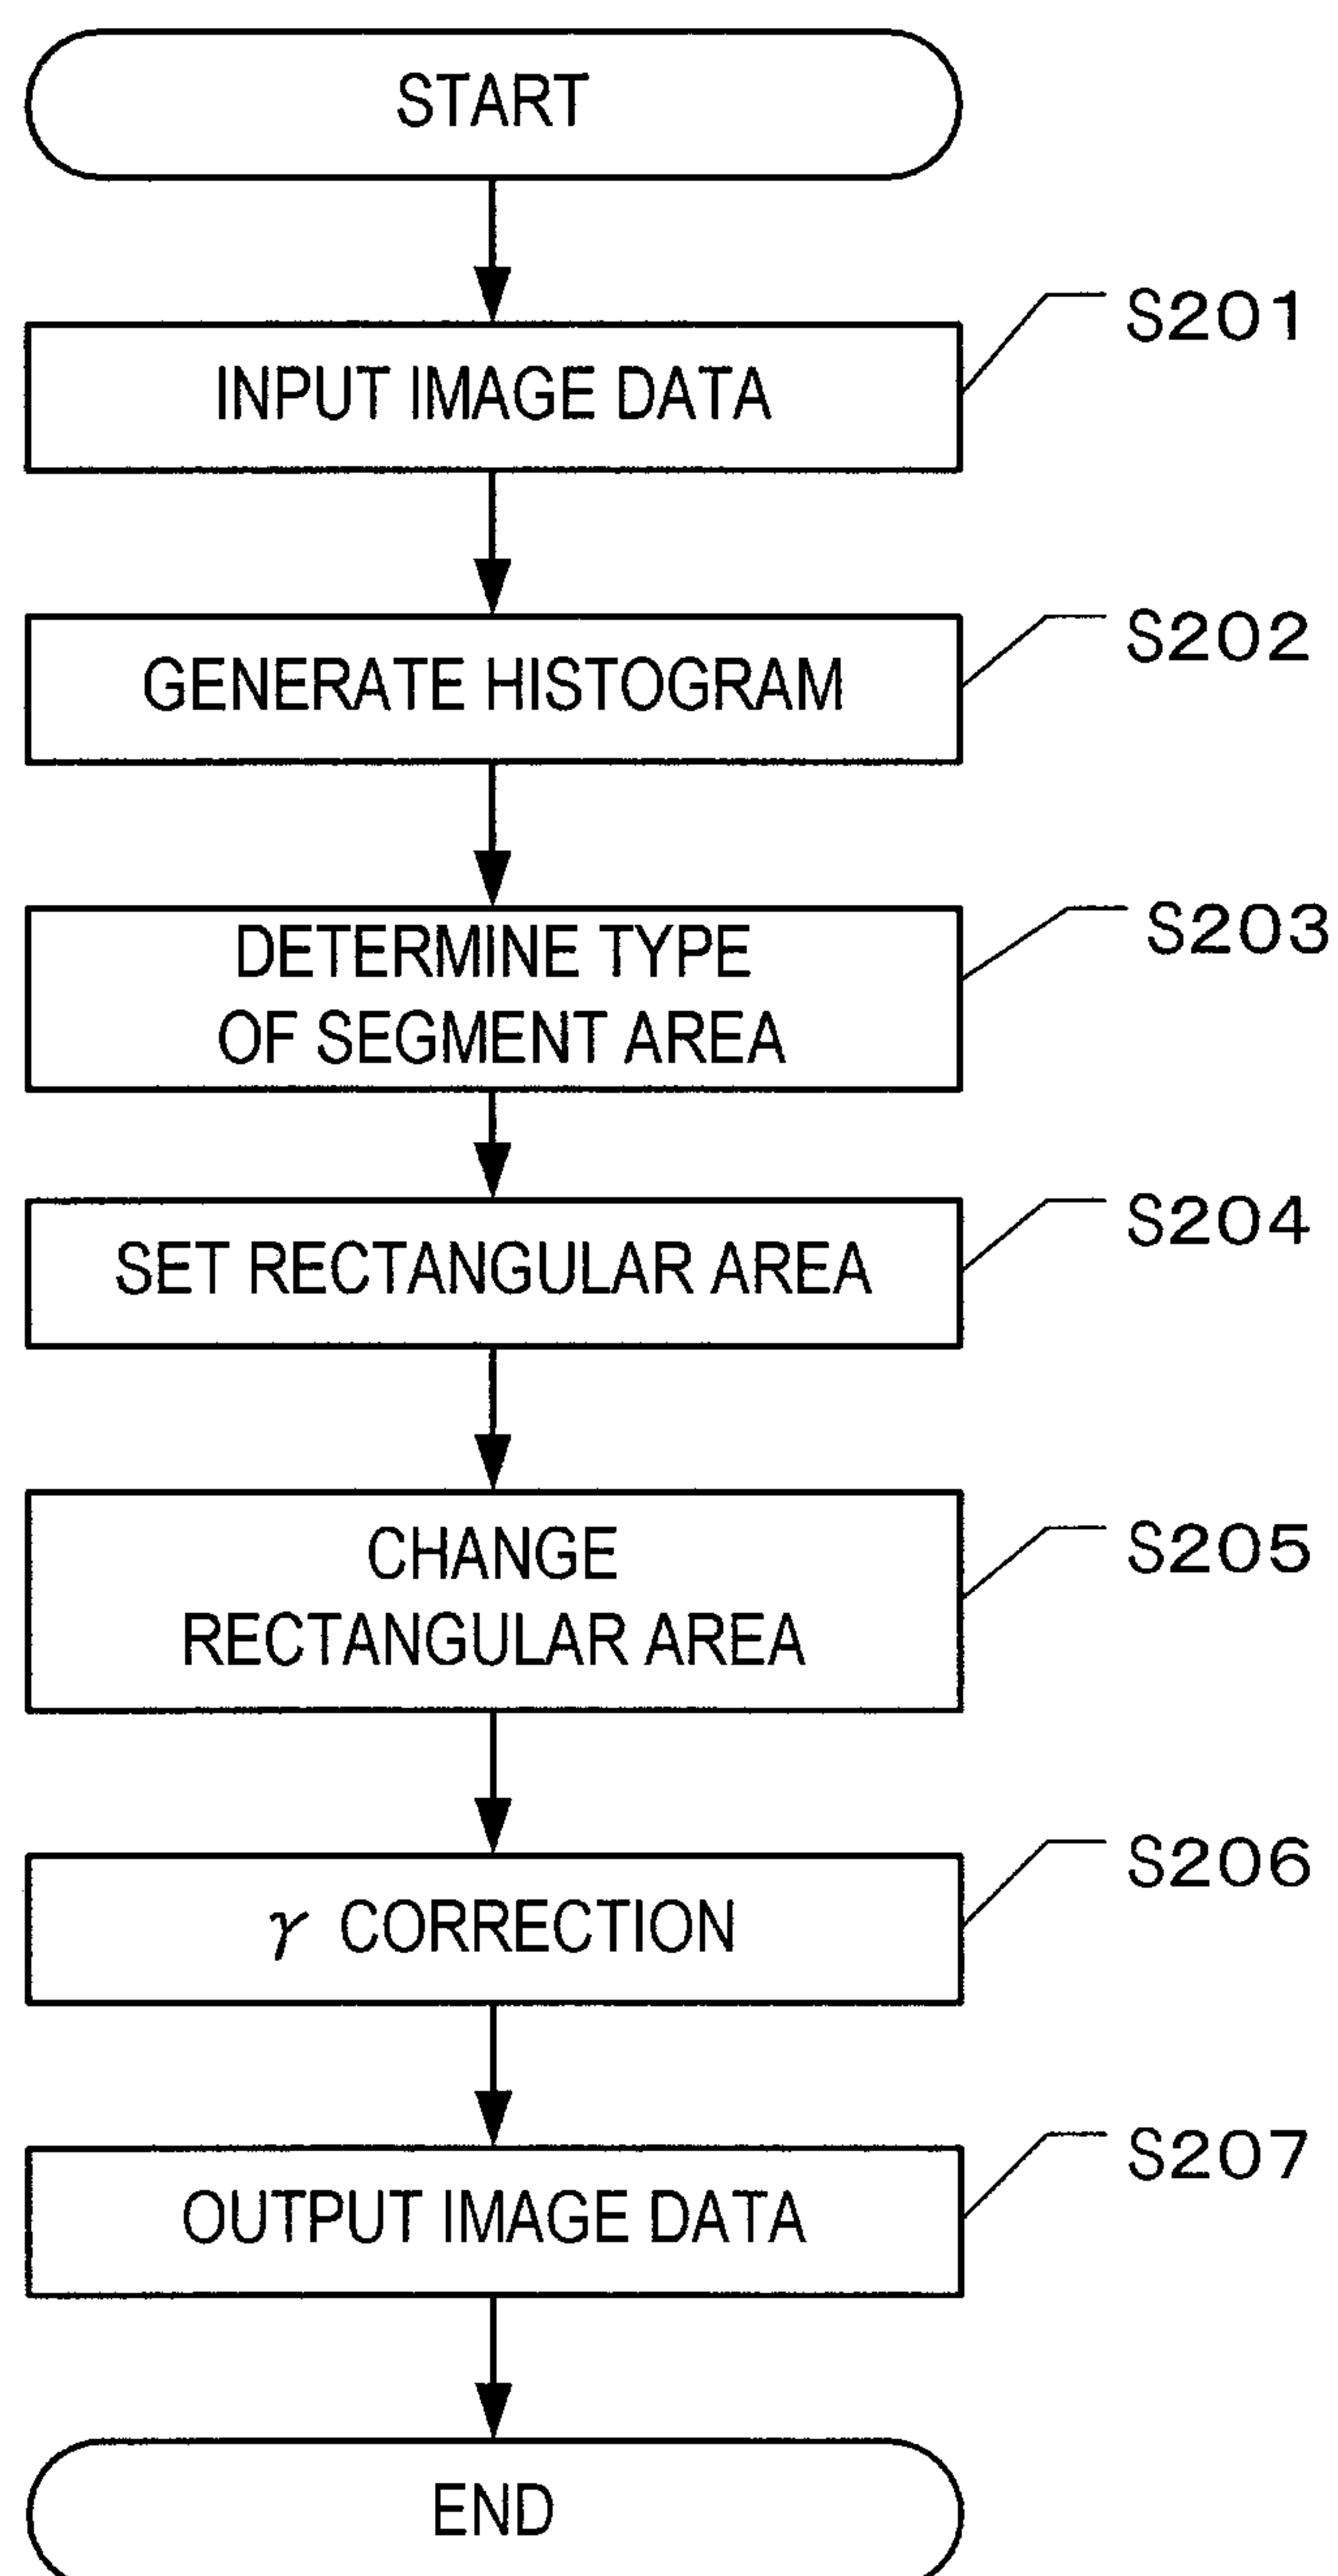 START
INPUT IMAGE DATA
S201
GENERATE HISTOGRAM
S202
DETERMINE TYPE
OF SEGMENT AREA
S203
SET RECTANGULAR AREA
S204
CHANGE
RECTANGULAR AREA
S205
γ CORRECTION
S206
OUTPUT IMAGE DATA
S207
END